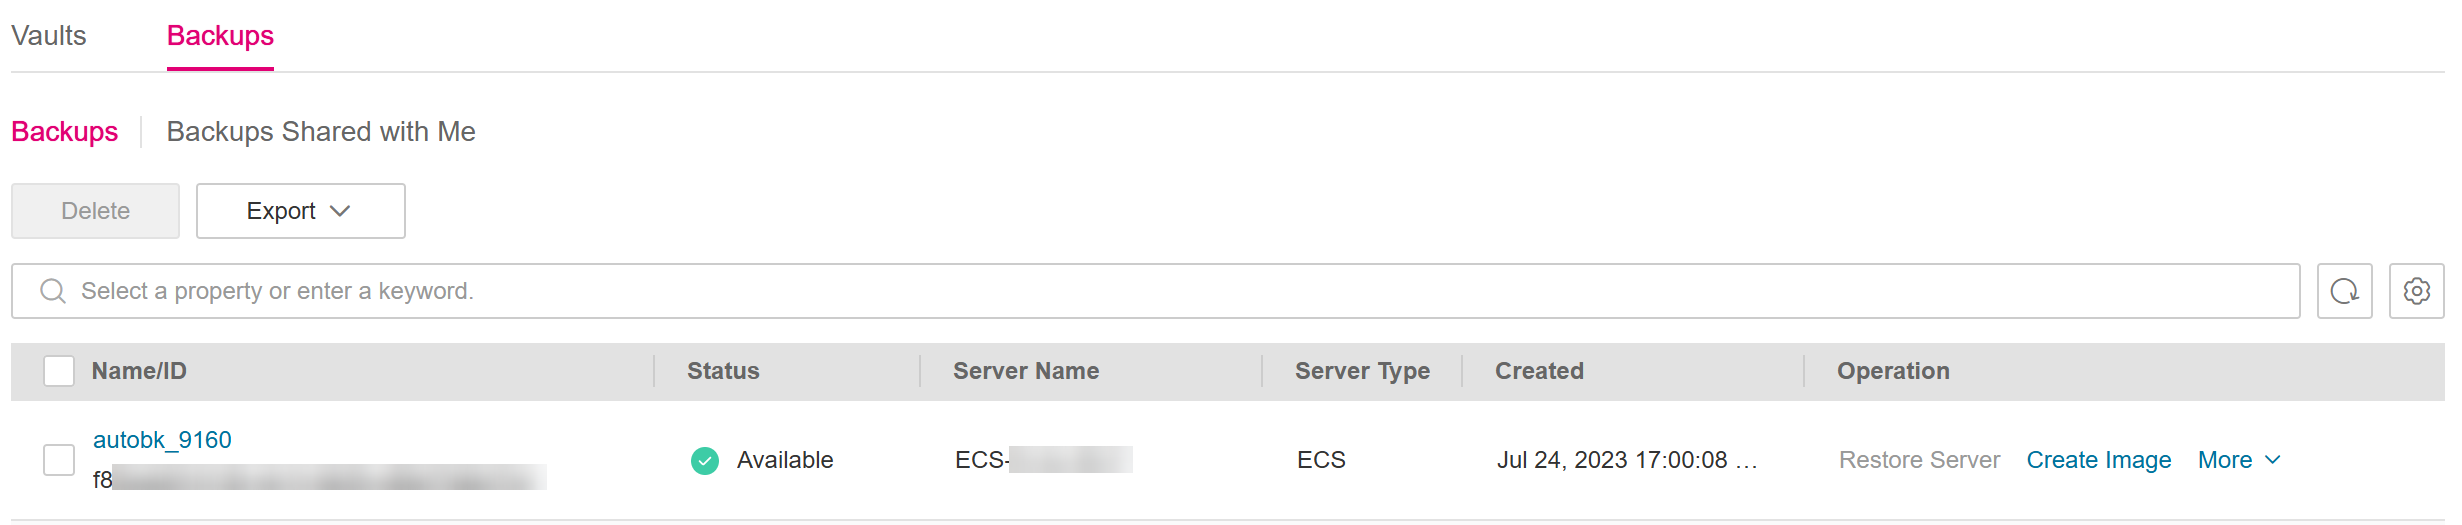 Vaults Backups
Backups Backups Shared with Me
Delete Export
Select a property or enter a keyword.
Name/ID Status Server Name Server Type Created Operation
autobk_9160
f8
Available ECS- ECS Jul 24, 2023 17:00:08 ... Restore Server Create Image More